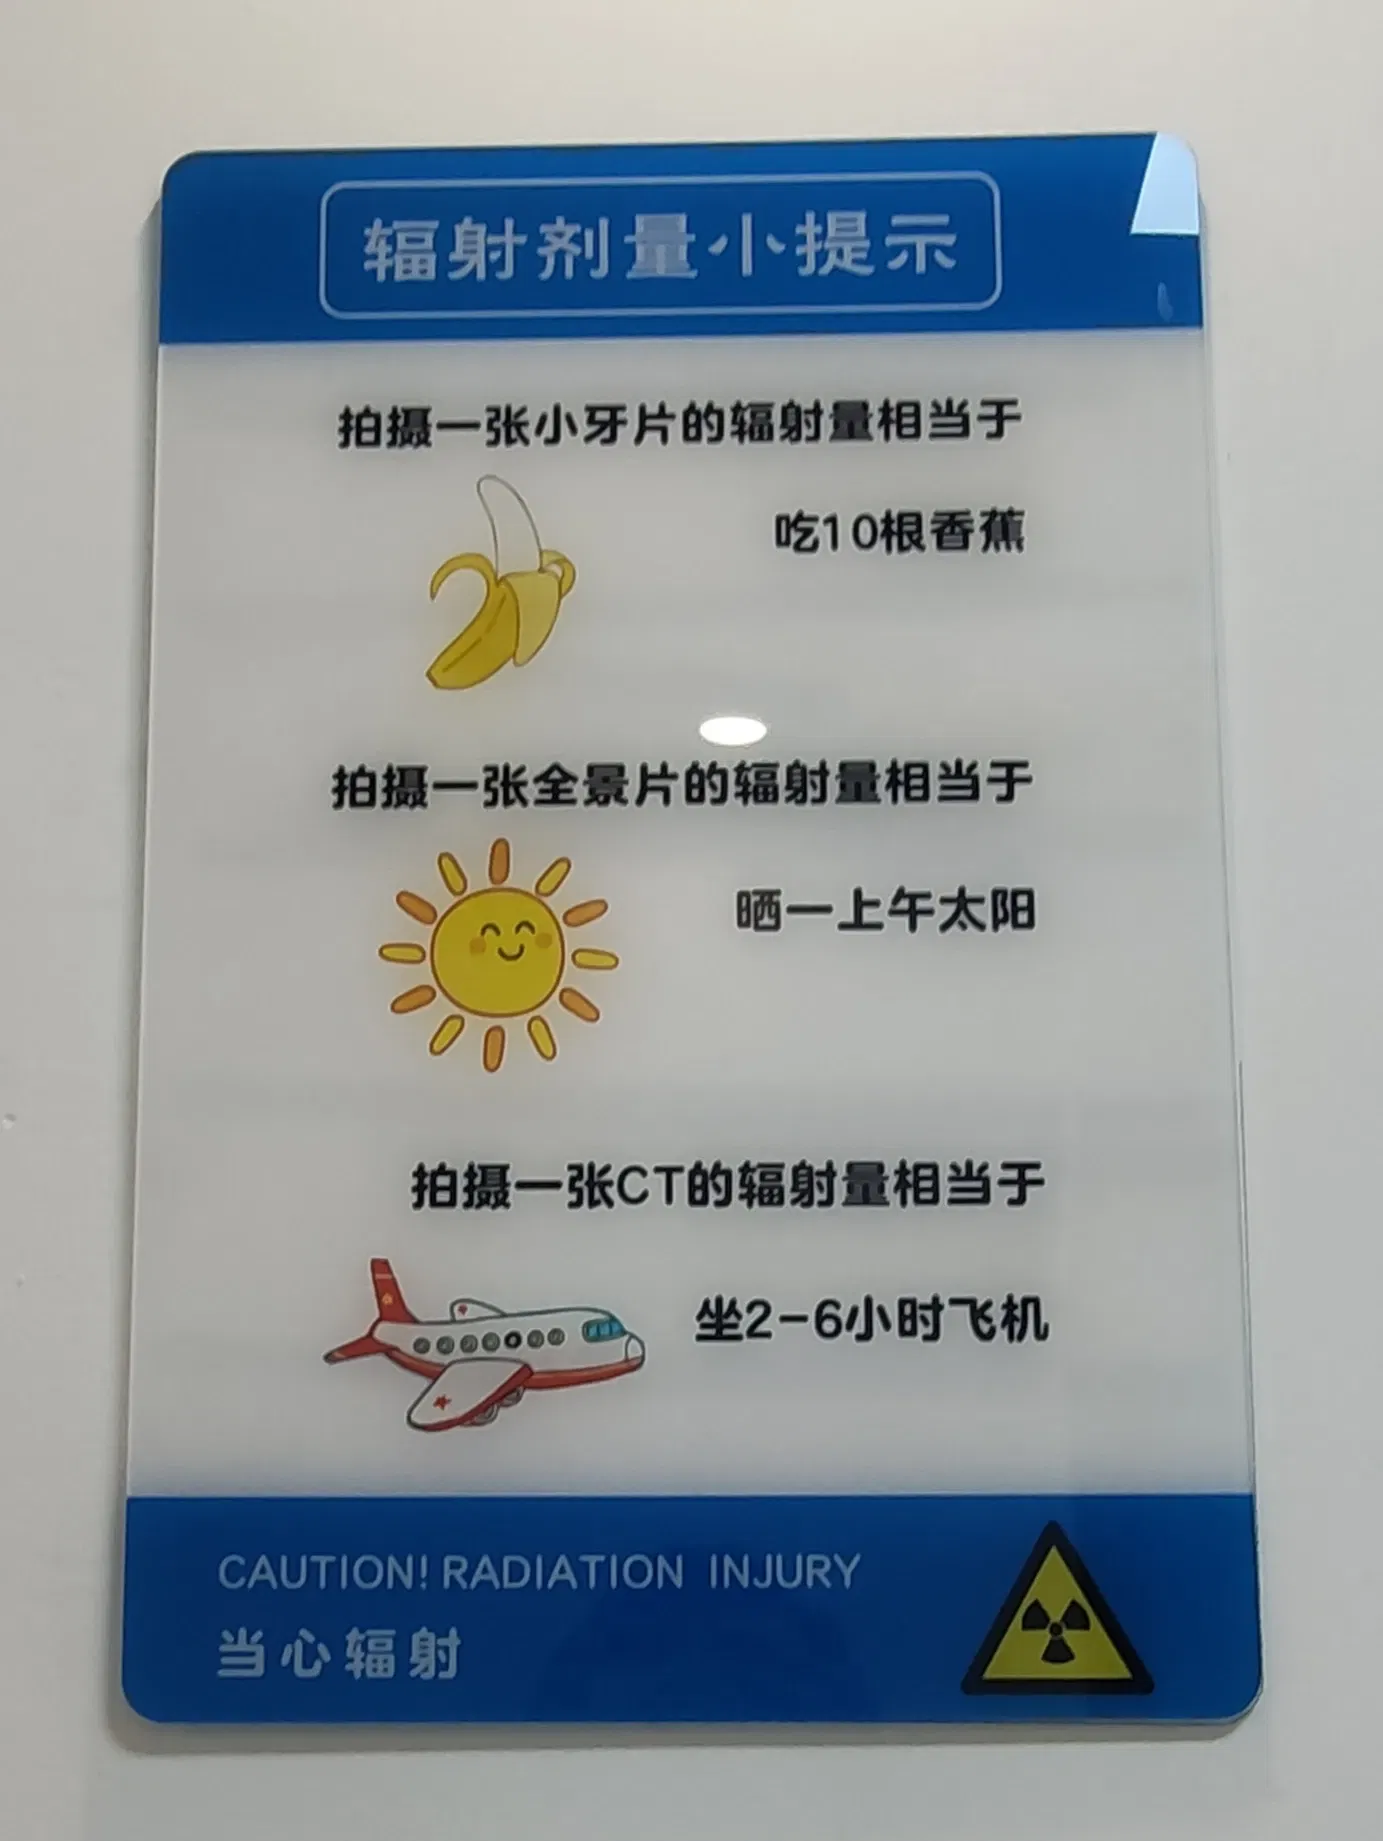 辐射剂量小提示
拍摄一张小牙片的辐射量相当于
吃10根香蕉
拍摄一张全景片的辐射量相当于
晒一上午太阳
拍摄一张CT的辐射量相当于
坐2-6小时飞机
CAUTION! RADIATION INJURY
当心辐射